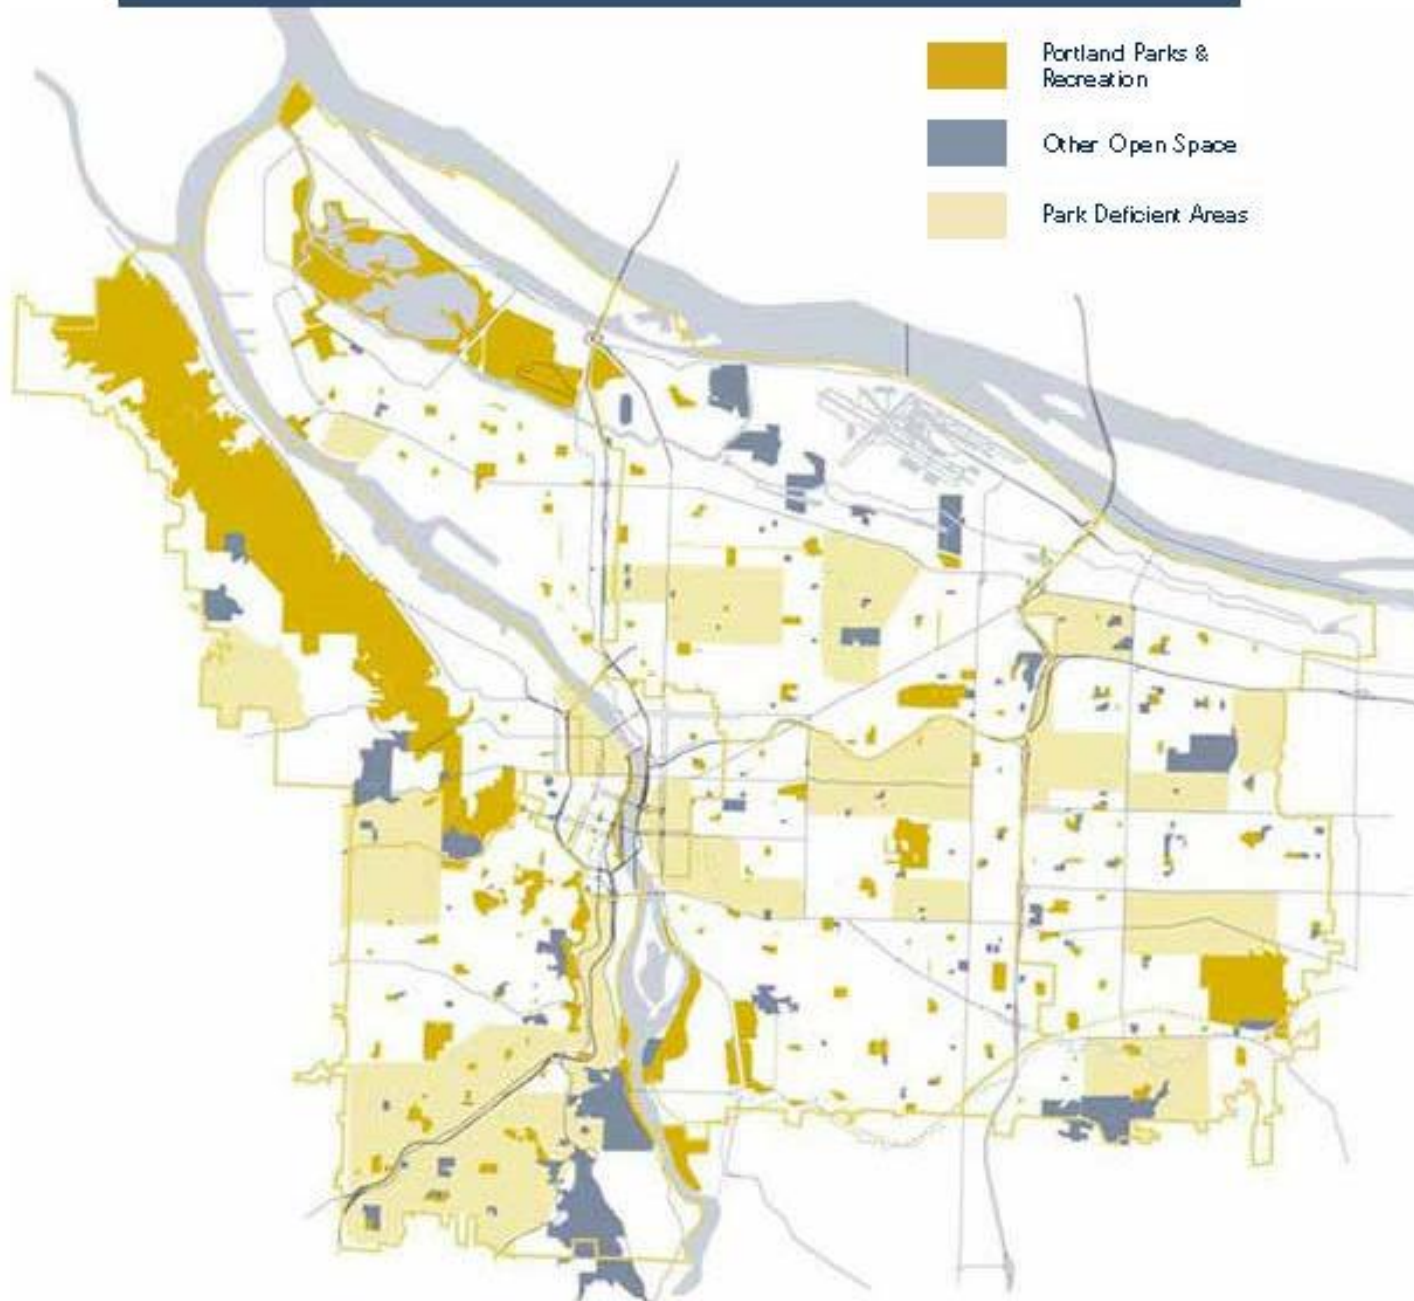 Portland Parks &
Recreation
Other Open Space
Park Deficient Areas